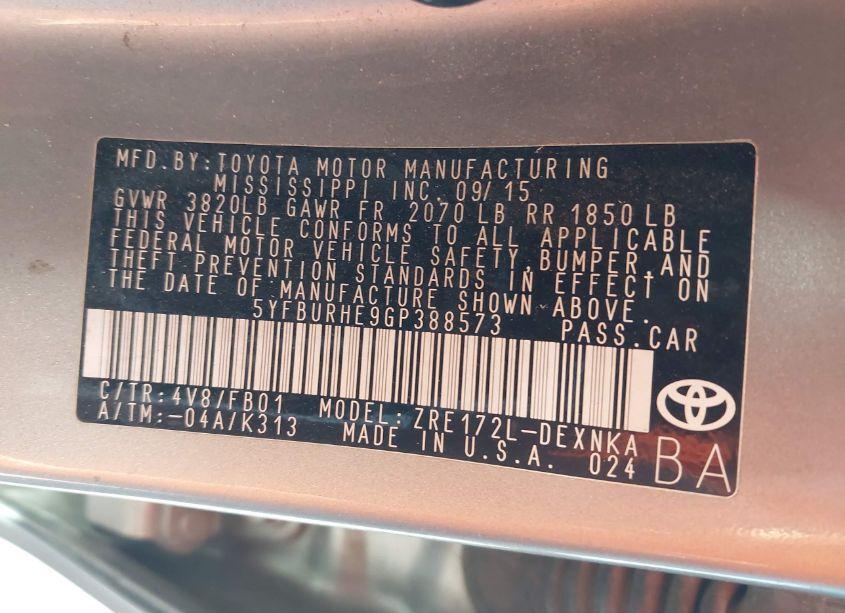 MFD.BY:TOYOTA MOTOR MANUFACTURING
MISSISSIPPI INC. 09/15
GVWR 3820LB GAWR FR 2070 LB RR 1850 LB
THIS VEHICLE CONFORMS TO ALL APPLICABLE
FEDERAL MOTOR VEHICLE SAFETY,BUMPER,AND
THEFT PREVENTION STANDARDS IN EFFECT ON
THE DATE OF MANUFACTURE SHOWN ABOVE.
5YFBURHE9GP388573 PASS.CAR
C/TR:4V8/FB01 MODEL:ZRE172L-DEXNKA
A/TM:-04A/K313 MADE IN U.S.A. 024
BA